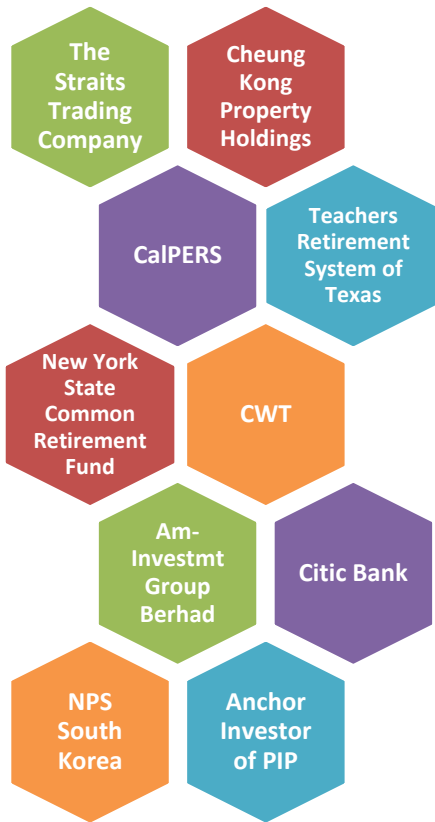 The
Straits
Trading
Company
Cheung
Kong
Property
Holdings
CalPERS
Teachers
Retirement
System of
Texas
New York
State
Common
Retirement
Fund
CWT
Am-
Investmt
Group
Berhad
Citic Bank
NPS
South
Korea
Anchor
Investor
of PIP